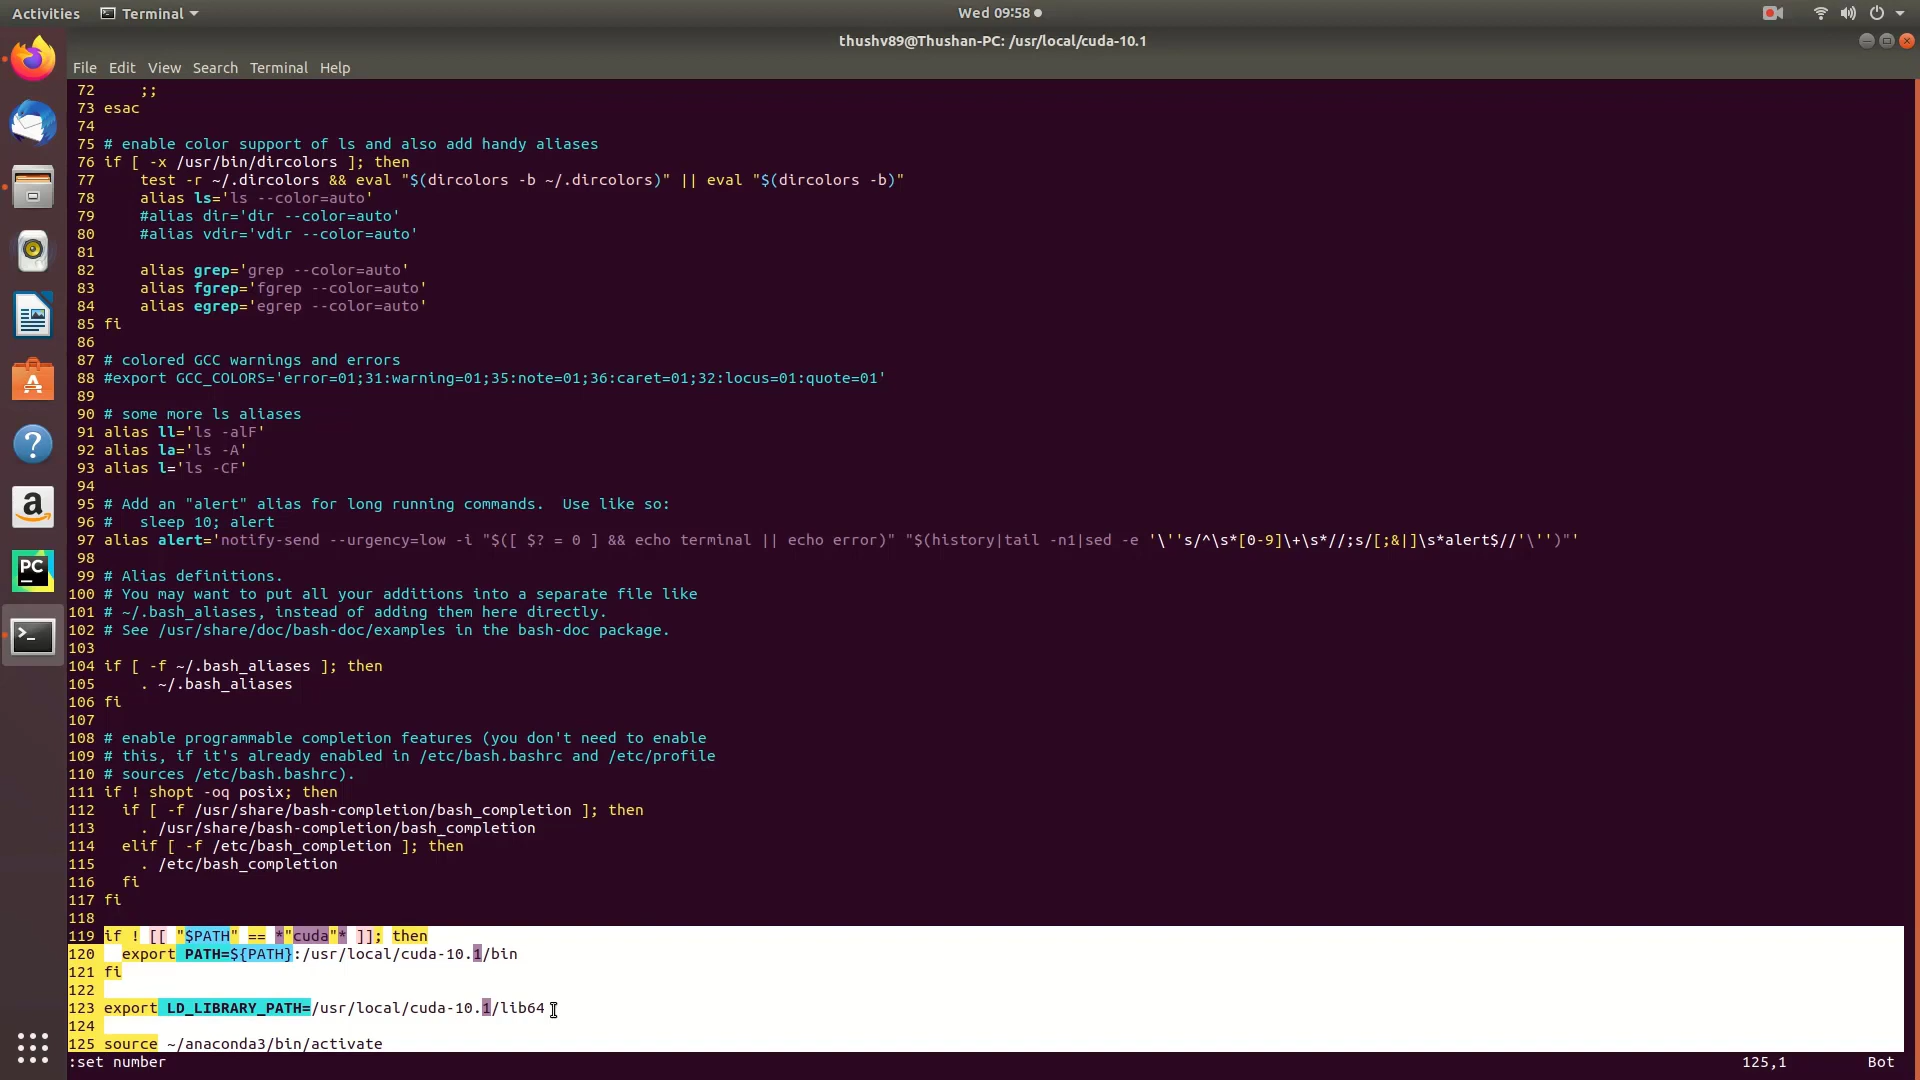 Activities Terminal Wed 09:58
thushv89@Thushan-PC: /usr/local/cuda-10.1
File Edit View Search Terminal Help
72     ;;
73 esac
74
75 # enable color support of ls and also add handy aliases
76 if [ -x /usr/bin/dircolors ]; then
77     test -r ~/.dircolors && eval "$(dircolors -b ~/.dircolors)" || eval "$(dircolors -b)"
78     alias ls='ls --color=auto'
79     #alias dir='dir --color=auto'
80     #alias vdir='vdir --color=auto'
81
82     alias grep='grep --color=auto'
83     alias fgrep='fgrep --color=auto'
84     alias egrep='egrep --color=auto'
85 fi
86
87 # colored GCC warnings and errors
88 #export GCC_COLORS='error=01;31:warning=01;35:note=01;36:caret=01;32:locus=01:quote=01'
89
90 # some more ls aliases
91 alias ll='ls -alF'
92 alias la='ls -A'
93 alias l='ls -CF'
94
95 # Add an "alert" alias for long running commands.  Use like so:
96 #   sleep 10; alert
97 alias alert='notify-send --urgency=low -i "$([ $? = 0 ] && echo terminal || echo error)" "$(history|tail -n1|sed -e '\''s/^\s*[0-9]\+\s*//;s/[;&|]\s*alert$//'\'')"'
98
99 # Alias definitions.
100 # You may want to put all your additions into a separate file like
101 # ~/.bash_aliases, instead of adding them here directly.
102 # See /usr/share/doc/bash-doc/examples in the bash-doc package.
103
104 if [ -f ~/.bash_aliases ]; then
105     . ~/.bash_aliases
106 fi
107
108 # enable programmable completion features (you don't need to enable
109 # this, if it's already enabled in /etc/bash.bashrc and /etc/profile
110 # sources /etc/bash.bashrc).
111 if ! shopt -oq posix; then
112   if [ -f /usr/share/bash-completion/bash_completion ]; then
113     . /usr/share/bash-completion/bash_completion
114   elif [ -f /etc/bash_completion ]; then
115     . /etc/bash_completion
116   fi
117 fi
118
119 if ! [[ "$PATH" == *"cuda"* ]]; then
120   export PATH=${PATH}:/usr/local/cuda-10.1/bin
121 fi
122
123 export LD_LIBRARY_PATH=/usr/local/cuda-10.1/lib64
124
125 source ~/anaconda3/bin/activate
:set number 125,1 Bot